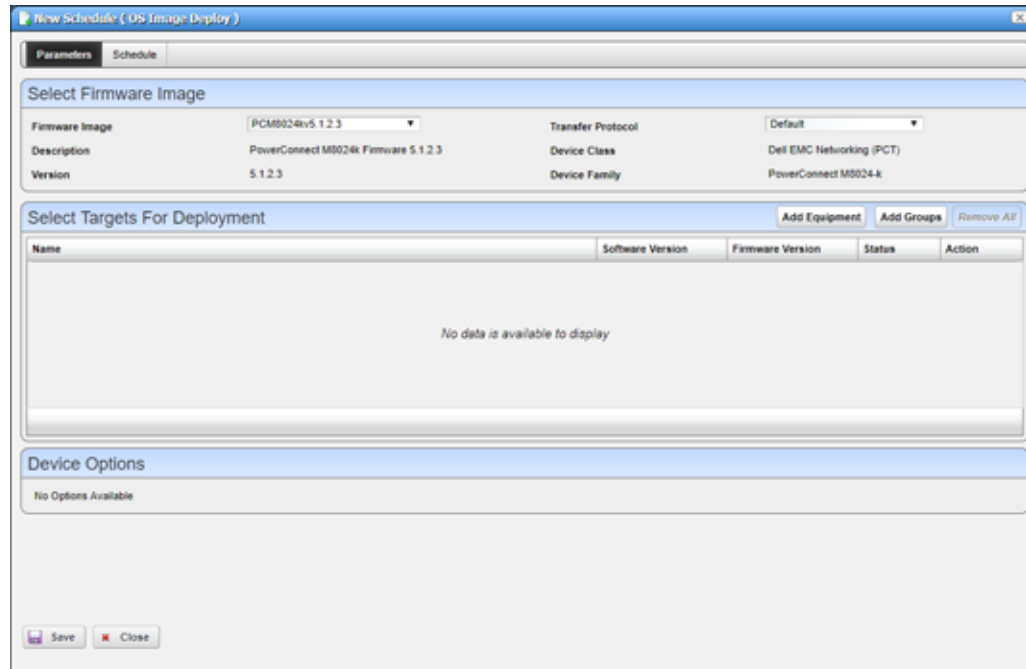 New Schedule ( OS Image Deploy )
Parameters Schedule
Select Firmware Image
Firmware Image PCM8024kv5.1.2.3 Transfer Protocol Default
Description PowerConnect M8024k Firmware 5.1.2.3 Device Class Dell EMC Networking (PCT)
Version 5.1.2.3 Device Family PowerConnect M8024-k
Select Targets For Deployment Add Equipment Add Groups Remove All
Name Software Version Firmware Version Status Action
No data is available to display
Device Options
No Options Available
Save Close